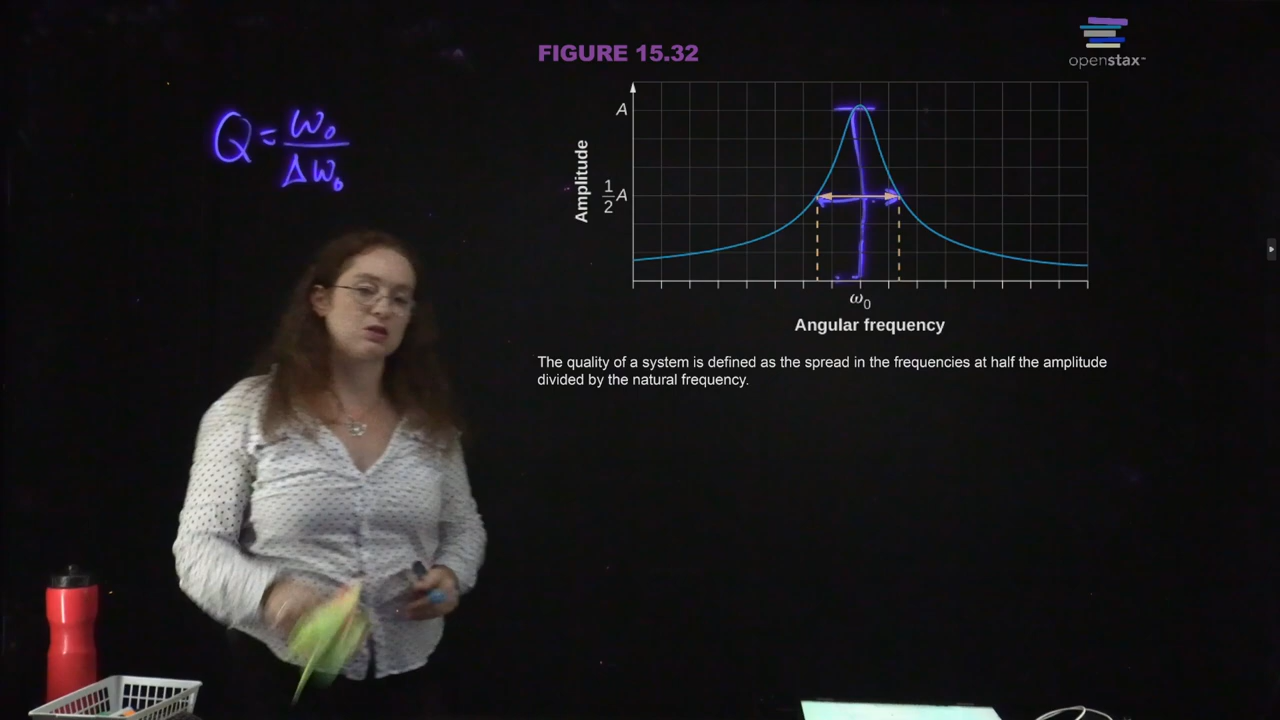 FIGURE 15.32
openstax™
Q = ω₀ / Δω₀
A
1/2 A
Amplitude
ω₀
Angular frequency
The quality of a system is defined as the spread in the frequencies at half the amplitude
divided by the natural frequency.